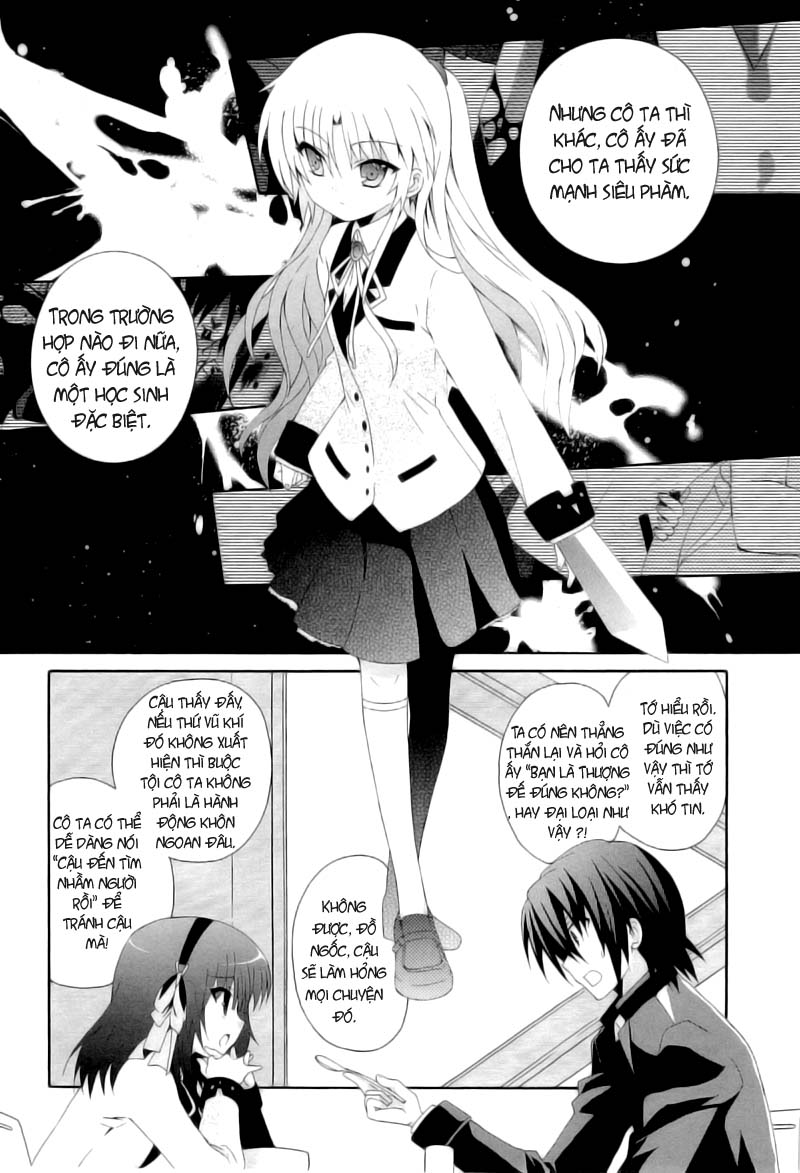 NHƯNG CÔ TA THÌ
KHÁC, CÔ ẤY ĐÃ
CHO TA THẤY SỨC
MẠNH SIÊU PHÀM.
TRONG TRƯỜNG
HỢP NÀO ĐI NỮA,
CÔ ẤY ĐÚNG LÀ
MỘT HỌC SINH
ĐẶC BIỆT.
TỚ HIỂU RỒI.
DÙ VIỆC CÓ
ĐÚNG NHƯ
VẬY THÌ TỚ
VẪN THẤY
KHÓ TIN.
TA CÓ NÊN THẲNG
THẮN LẠI VÀ HỎI CÔ
ẤY "BẠN LÀ THƯỢNG
ĐẾ ĐÚNG KHÔNG?"
, HAY ĐẠI LOẠI NHƯ
VẬY ?!
KHÔNG
ĐƯỢC, ĐỒ
NGỐC, CẬU
SẼ LÀM HỎNG
MỌI CHUYỆN
ĐÓ.
CẬU THẤY ĐẤY,
NẾU THỨ VŨ KHÍ
ĐÓ KHÔNG XUẤT
HIỆN THÌ BUỘC
TỘI CÔ TA KHÔNG
PHẢI LÀ HÀNH
ĐỘNG KHÔN
NGOAN ĐÂU.
CÔ TA CÓ THỂ
DỄ DÀNG NÓI
"CẬU ĐẾN TÌM
NHẦM NGƯỜI
RỒI" ĐỂ
TRÁNH CẬU
MÀ!